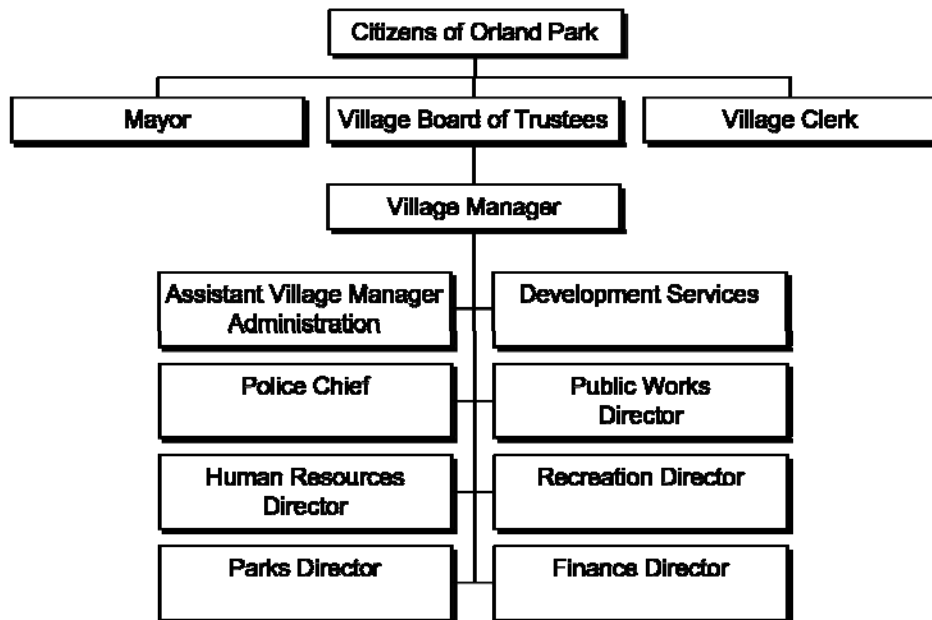 Citizens of Orland Park
Mayor
Village Board of Trustees
Village Clerk
Village Manager
Assistant Village Manager
Administration
Development Services
Police Chief
Public Works
Director
Human Resources
Director
Recreation Director
Parks Director
Finance Director